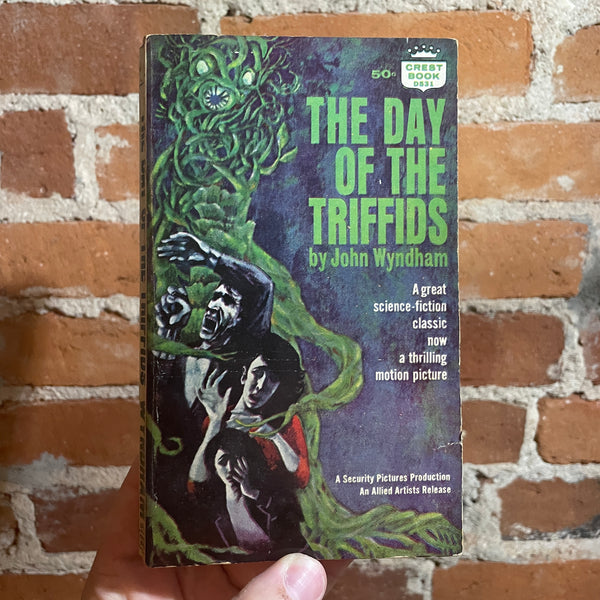 50¢
CREST
BOOK
D531
THE DAY
OF THE
TRIFFIDS
by John Wyndham
A great
science-fiction
classic
now
a thrilling
motion picture
A Security Pictures Production
An Allied Artists Release